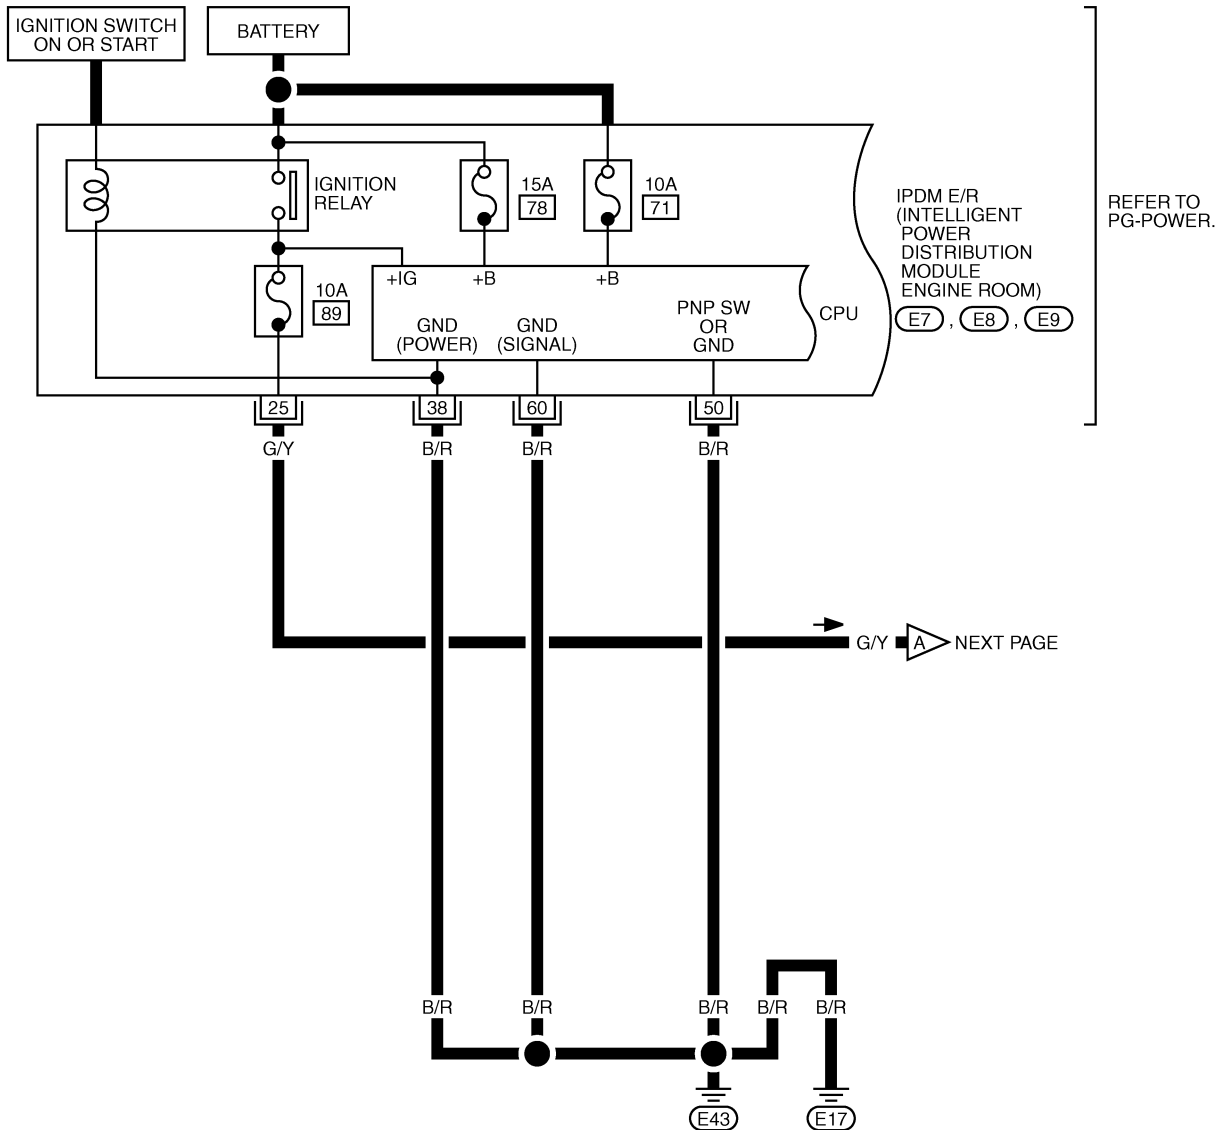 IGNITION SWITCH
ON OR START
BATTERY
IGNITION
RELAY
15A
78
10A
71
IPDM E/R
(INTELLIGENT
POWER
DISTRIBUTION
MODULE
ENGINE ROOM)
E7 , E8 , E9
REFER TO
PG-POWER.
10A
89
+IG
+B
+B
CPU
GND
(POWER)
GND
(SIGNAL)
PNP SW
OR
GND
25
38
60
50
G/Y
B/R
B/R
B/R
G/Y
A
NEXT PAGE
B/R
B/R
B/R
B/R
B/R
E43
E17